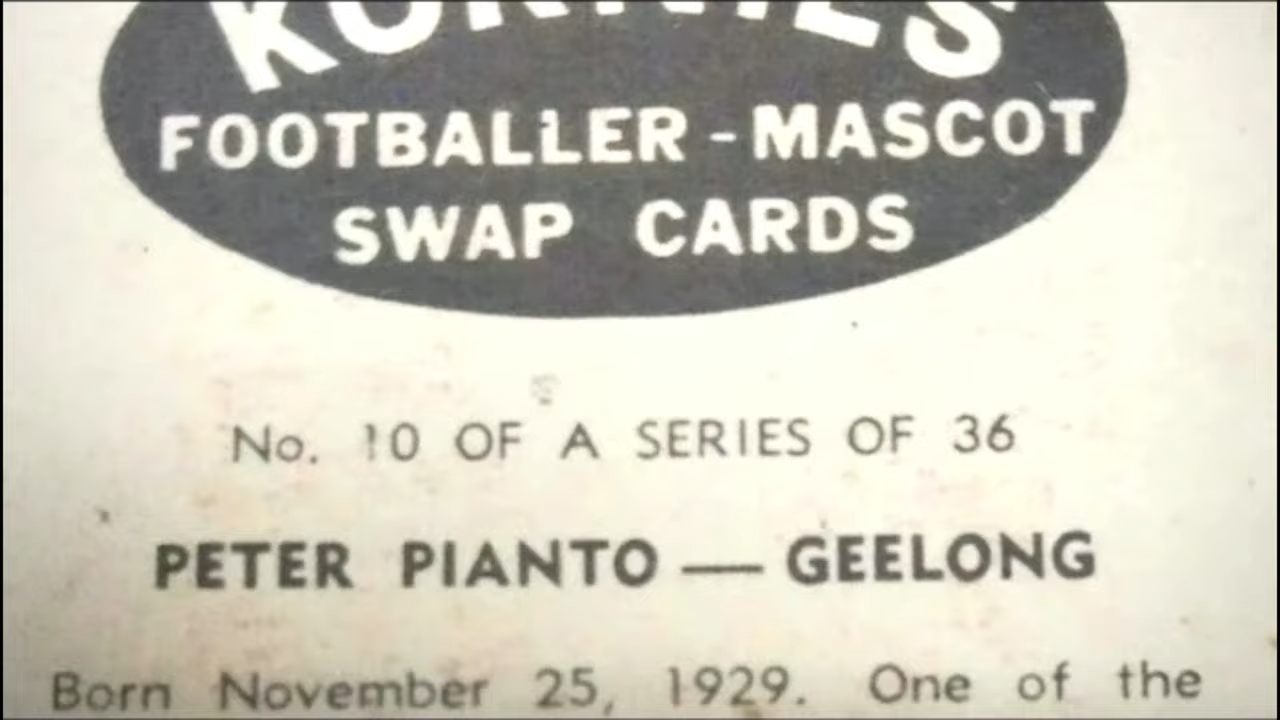 KORNIES
FOOTBALLER - MASCOT
SWAP CARDS
No. 10 OF A SERIES OF 36
PETER PIANTO — GEELONG
Born November 25, 1929. One of the